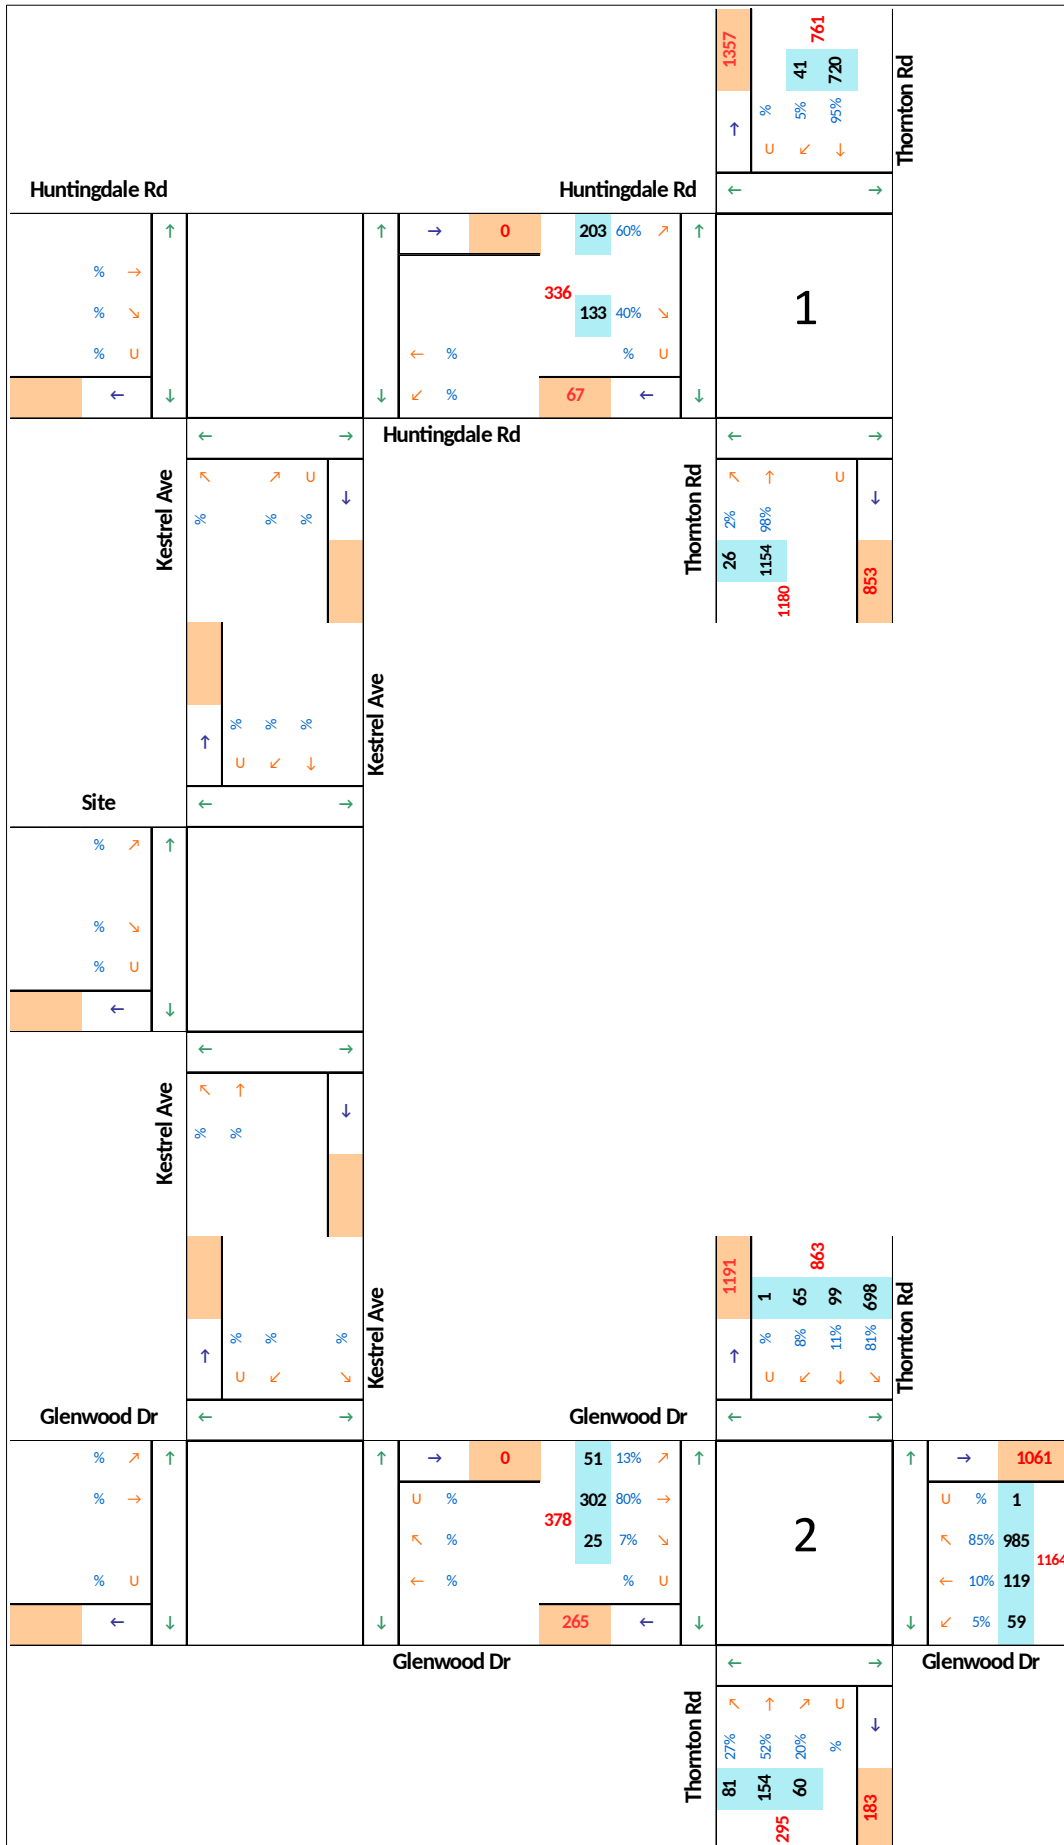 1357
761
41
720
%
5%
95%
↑
U
↙
↓
Thornton Rd
Huntingdale Rd
Huntingdale Rd
← →
↑
↑
→ 0
203 60% ↗
↑
% →
336
133 40% ↘
1
% ↘
% U
← %
% U
←
↓
↓
↙ %
67 ←
↓
← →
Huntingdale Rd
← →
Kestrel Ave
↖ ↗ U
↓
% % %
Thornton Rd
↖ ↑ U
↓
2% 98%
26 1154
1180
853
% % %
↑
U ↙ ↓
Kestrel Ave
Site
← →
% ↗
↑
% ↘
% U
←
↓
← →
Kestrel Ave
↖ ↑
↓
% %
1191
863
1 65 99 698
% 8% 11% 81%
↑
U ↙ ↓ ↘
Thornton Rd
% % %
↑
U ↙ ↘
Kestrel Ave
Glenwood Dr
← →
Glenwood Dr
← →
% ↗
↑
↑
→ 0
51 13% ↗
↑
↑
→ 1061
% →
U %
302 80% →
U % 1
378
2
↖ %
25 7% ↘
↖ 85% 985
1164
% U
← %
% U
← 10% 119
←
↓
↓
265 ←
↓
↓
↙ 5% 59
Glenwood Dr
← →
Glenwood Dr
Thornton Rd
↖ ↑ ↗ U
↓
27% 52% 20% %
81 154 60
295
183